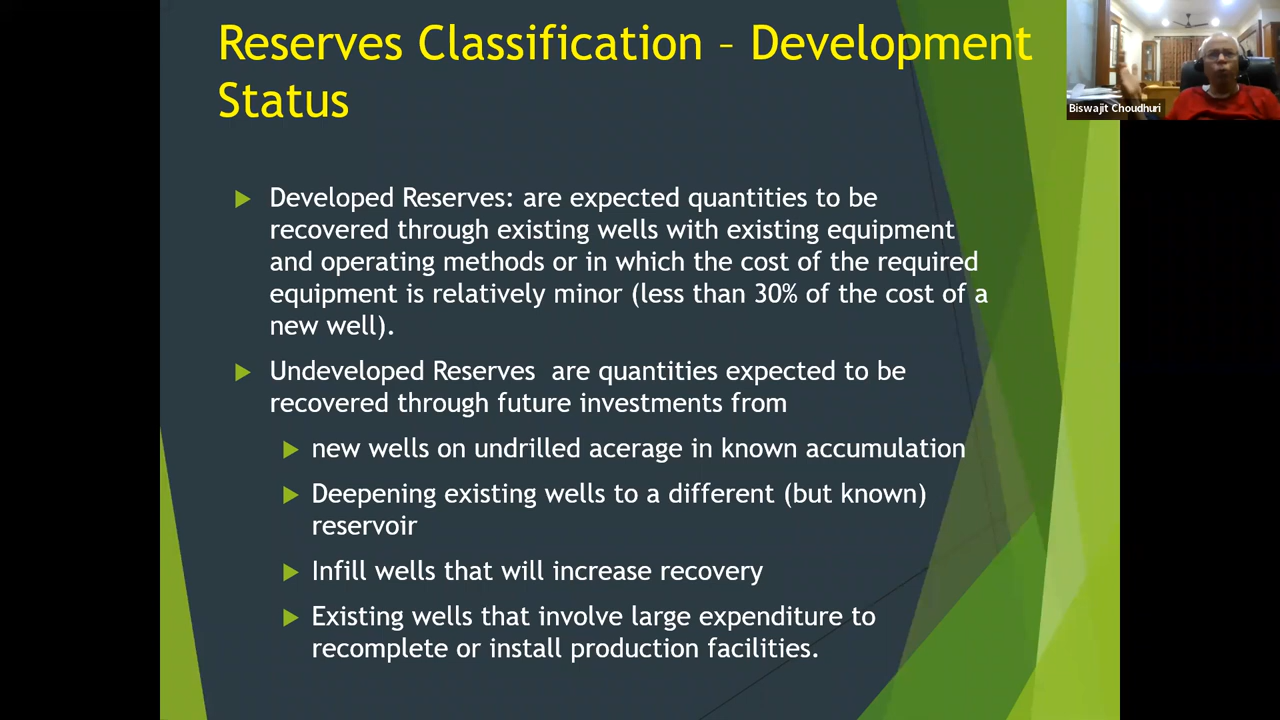 Reserves Classification – Development
Status
Biswajit Choudhuri
Developed Reserves: are expected quantities to be
recovered through existing wells with existing equipment
and operating methods or in which the cost of the required
equipment is relatively minor (less than 30% of the cost of a
new well).
Undeveloped Reserves are quantities expected to be
recovered through future investments from
new wells on undrilled acerage in known accumulation
Deepening existing wells to a different (but known)
reservoir
Infill wells that will increase recovery
Existing wells that involve large expenditure to
recomplete or install production facilities.